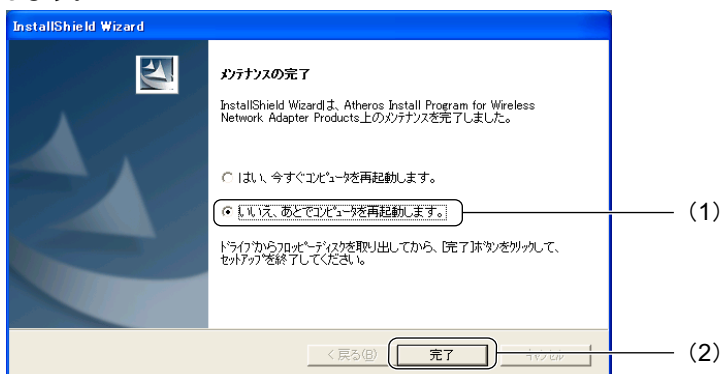 InstallShield Wizard
メンテナンスの完了
InstallShield Wizardは、Atheros Install Program for Wireless
Network Adapter Products上のメンテナンスを完了しました。
はい、今すぐコンピュータを再起動します。
いいえ、あとでコンピュータを再起動します。
(1)
ドライブからフロッピーディスクを取り出してから、[完了]ボタンをクリックして、
セットアップを終了してください。
< 戻る(B)
完了
キャンセル
(2)